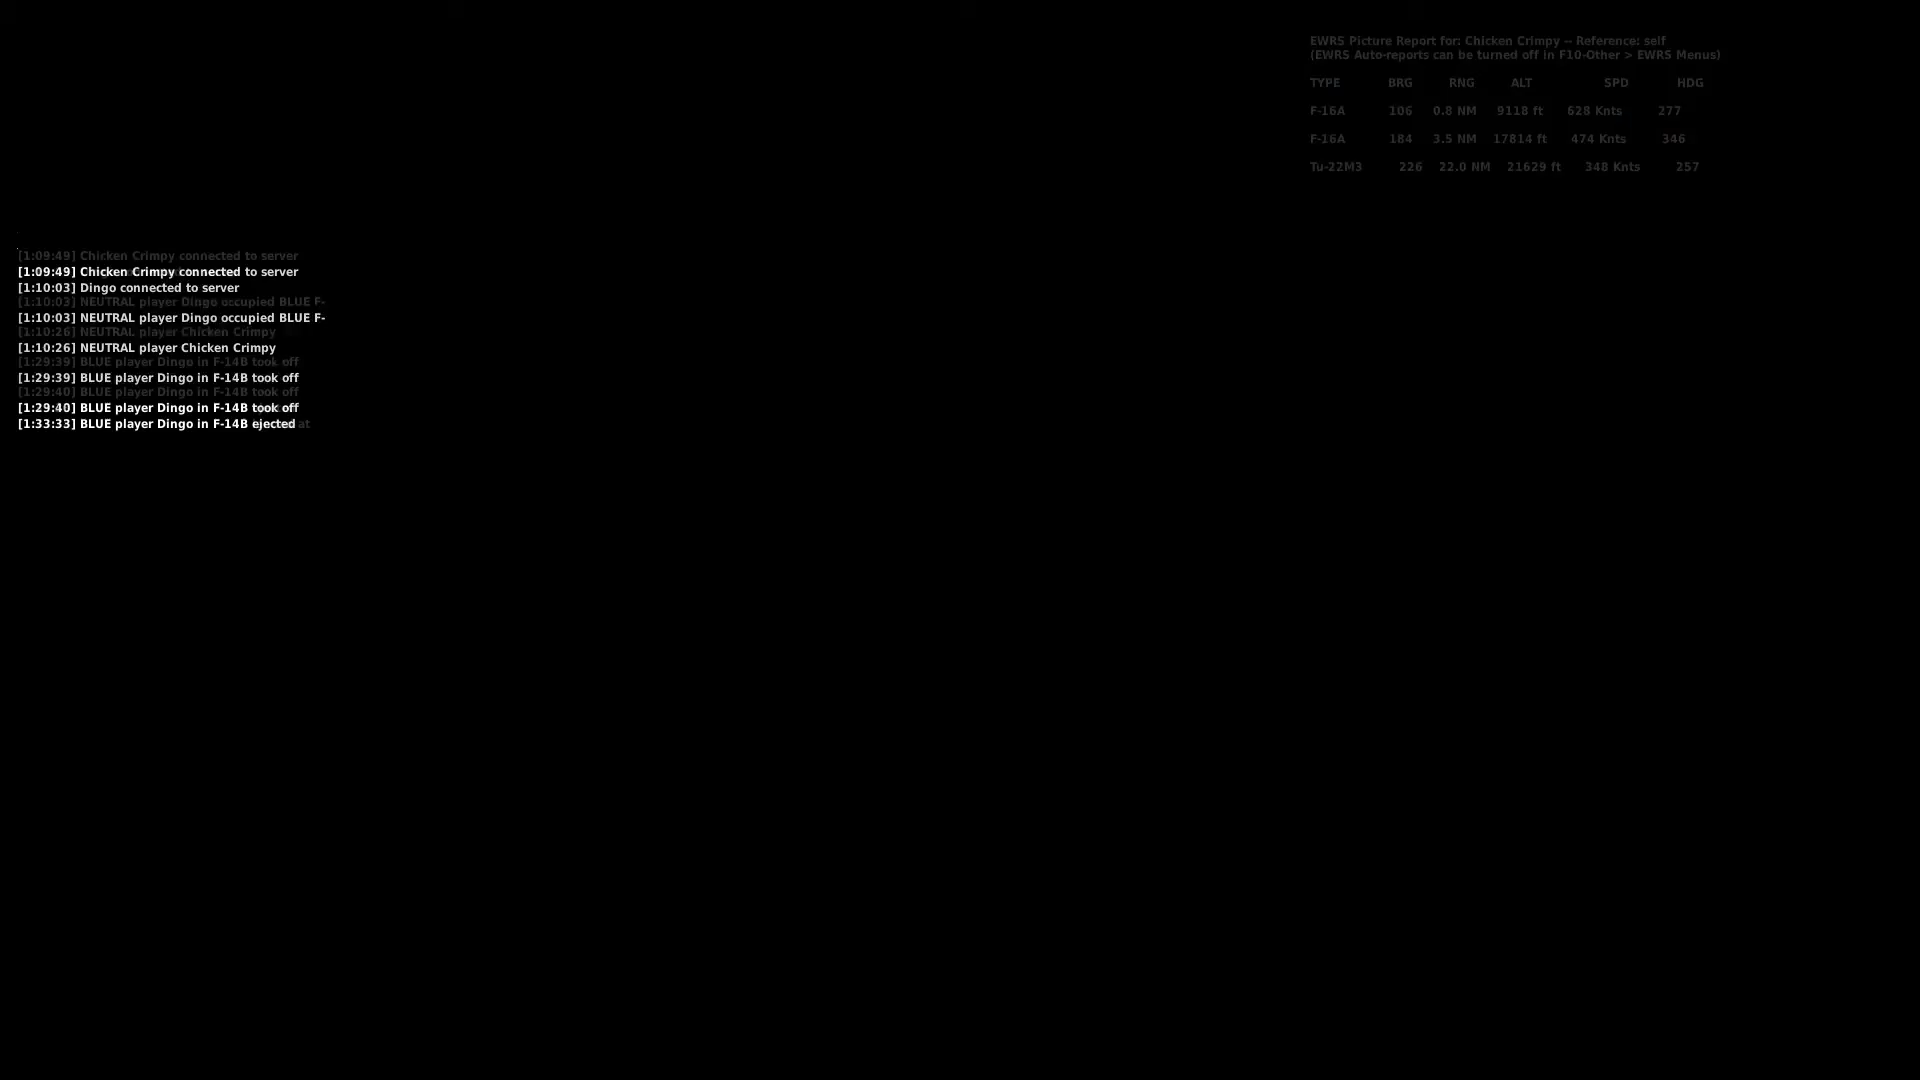 EWRS Picture Report for: Chicken Crimpy -- Reference: self
(EWRS Auto-reports can be turned off in F10-Other > EWRS Menus)
TYPE BRG RNG ALT SPD HDG
F-16A 106 0.8 NM 9118 ft 628 Knts 277
F-16A 184 3.5 NM 17814 ft 474 Knts 346
Tu-22M3 226 22.0 NM 21629 ft 348 Knts 257
[1:09:49] Chicken Crimpy connected to server
[1:09:49] Chicken Crimpy connected to server
[1:10:03] Dingo connected to server
[1:10:03] NEUTRAL player Dingo occupied BLUE F-
[1:10:03] NEUTRAL player Dingo occupied BLUE F-
[1:10:26] NEUTRAL player Chicken Crimpy
[1:10:26] NEUTRAL player Chicken Crimpy
[1:29:39] BLUE player Dingo in F-14B took off
[1:29:39] BLUE player Dingo in F-14B took off
[1:29:40] BLUE player Dingo in F-14B took off
[1:29:40] BLUE player Dingo in F-14B took off
[1:33:33] BLUE player Dingo in F-14B ejected at